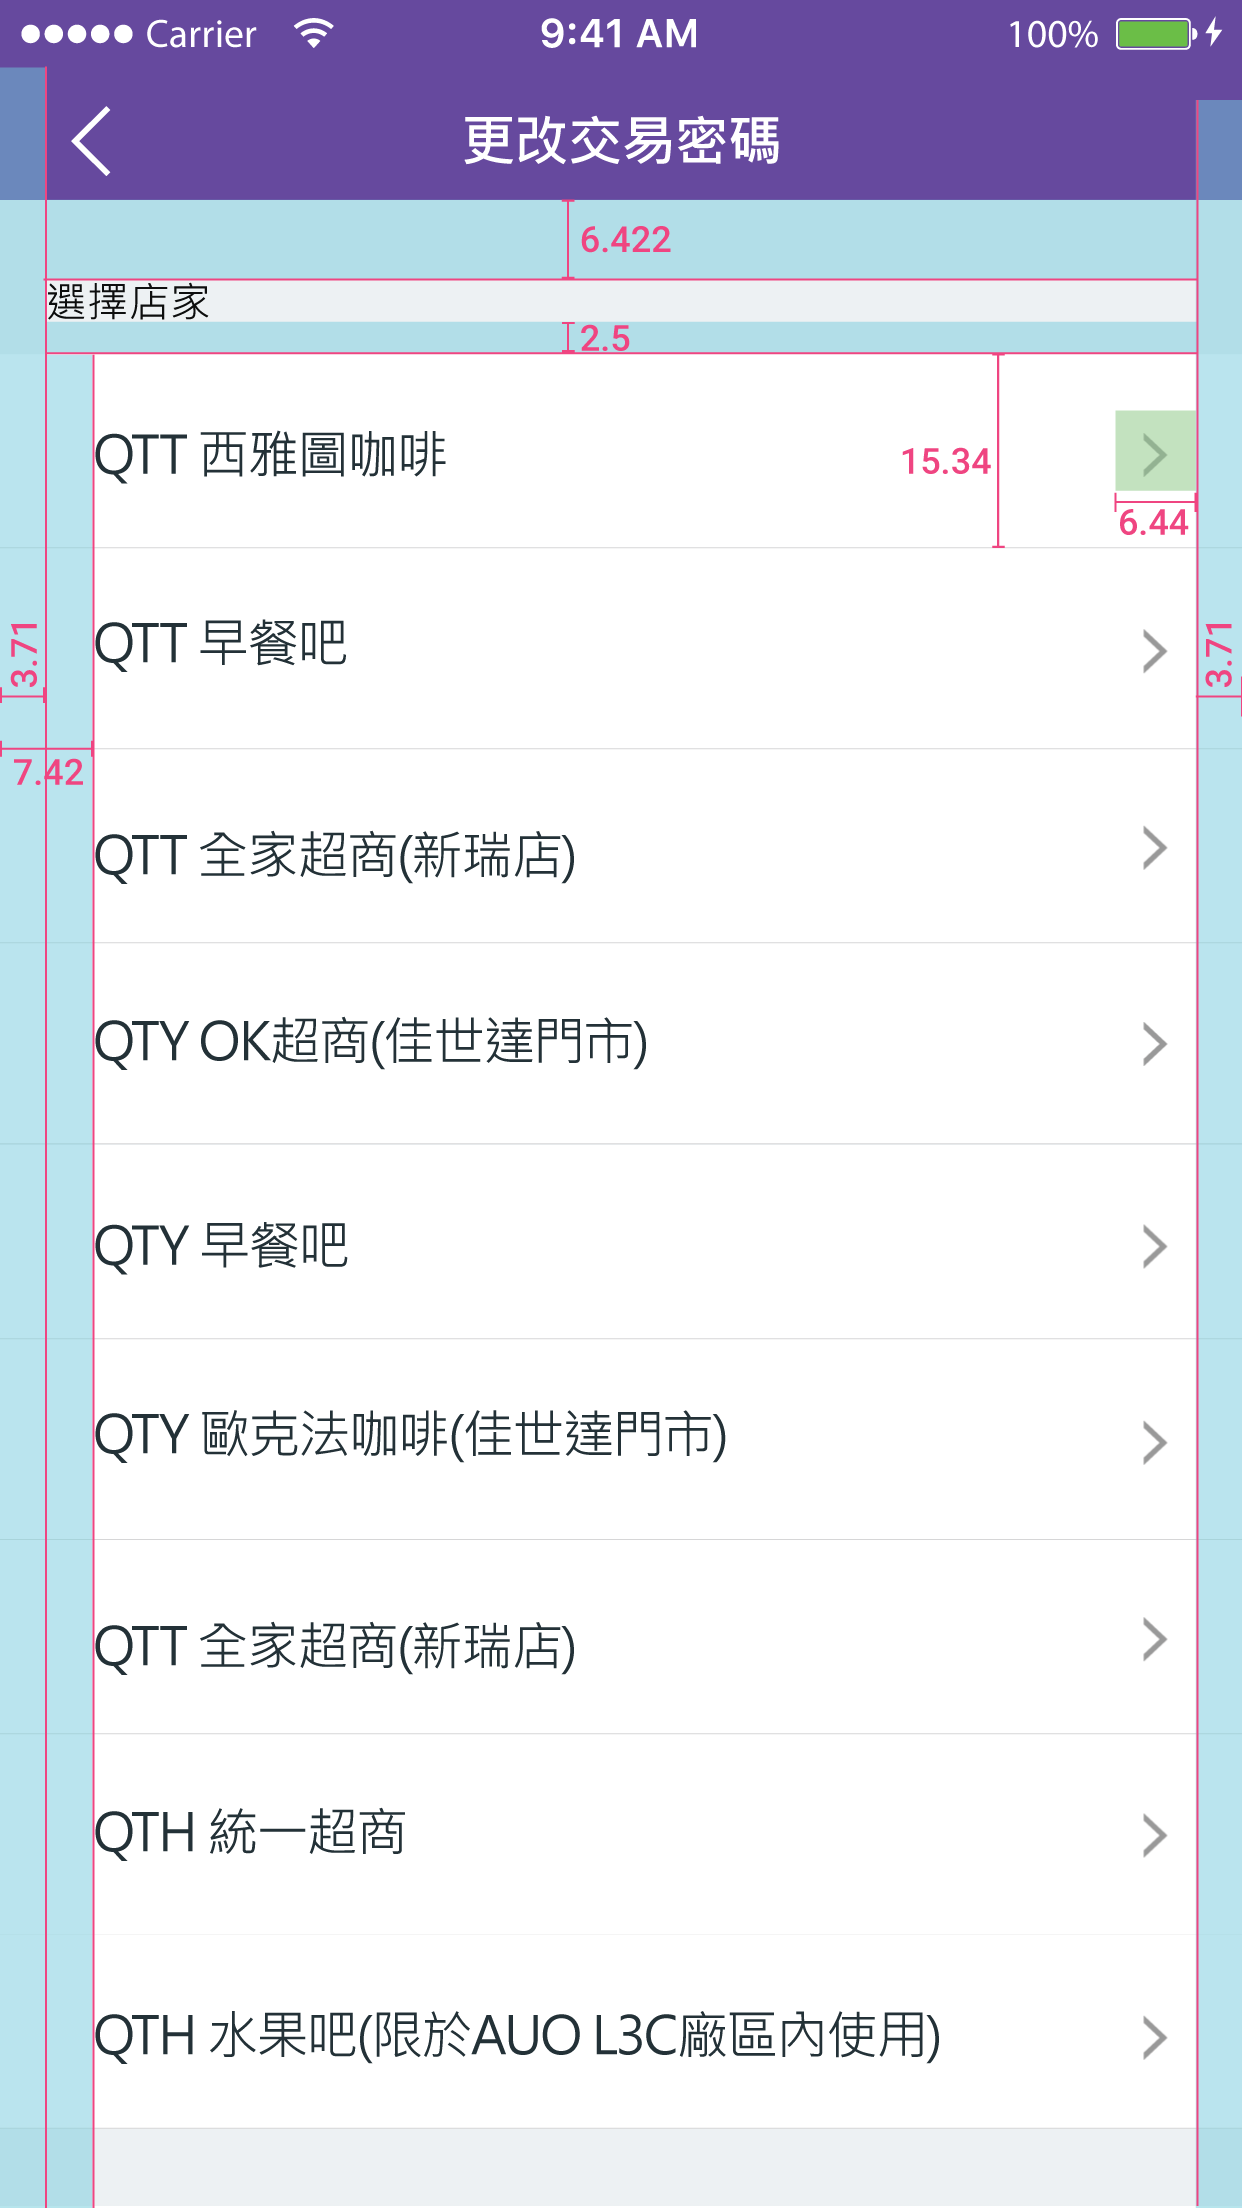 Carrier 9:41 AM 100%
更改交易密碼
6.422
選擇店家
2.5
QTT 西雅圖咖啡
15.34
6.44
QTT 早餐吧
3.71
3.71
7.42
QTT 全家超商(新瑞店)
QTY OK超商(佳世達門市)
QTY 早餐吧
QTY 歐克法咖啡(佳世達門市)
QTT 全家超商(新瑞店)
QTH 統一超商
QTH 水果吧(限於AUO L3C廠區內使用)